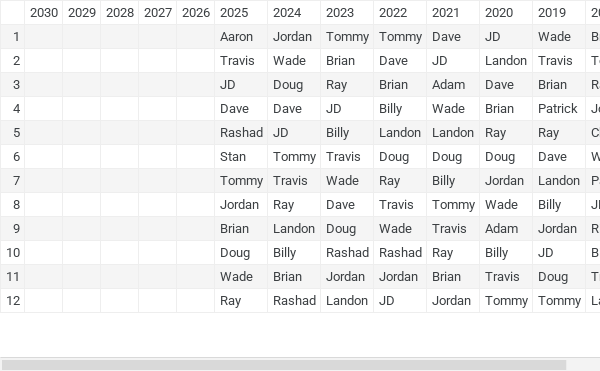 2030 2029 2028 2027 2026 2025 2024 2023 2022 2021 2020 2019
1 Aaron Jordan Tommy Tommy Dave JD Wade
2 Travis Wade Brian Dave JD Landon Travis
3 JD Doug Ray Brian Adam Dave Brian
4 Dave Dave JD Billy Wade Brian Patrick
5 Rashad JD Billy Landon Landon Ray Ray
6 Stan Tommy Travis Doug Doug Doug Dave
7 Tommy Travis Wade Ray Billy Jordan Landon
8 Jordan Ray Dave Travis Tommy Wade Billy
9 Brian Landon Doug Wade Travis Adam Jordan
10 Doug Billy Rashad Rashad Ray Billy JD
11 Wade Brian Jordan Jordan Brian Travis Doug
12 Ray Rashad Landon JD Jordan Tommy Tommy